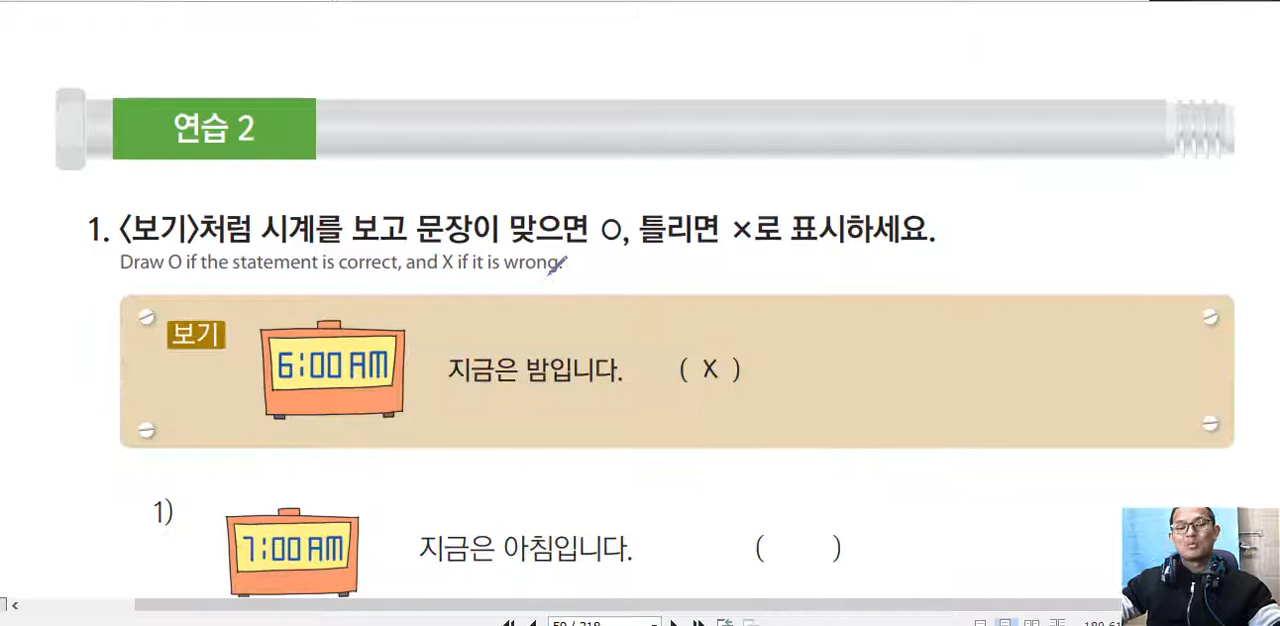 연습 2
1. 〈보기〉처럼 시계를 보고 문장이 맞으면 ○, 틀리면 ×로 표시하세요.
Draw O if the statement is correct, and X if it is wrong.
보기
6:00 AM
지금은 밤입니다. ( X )
1)
7:00 AM
지금은 아침입니다. ( )
59 / 218